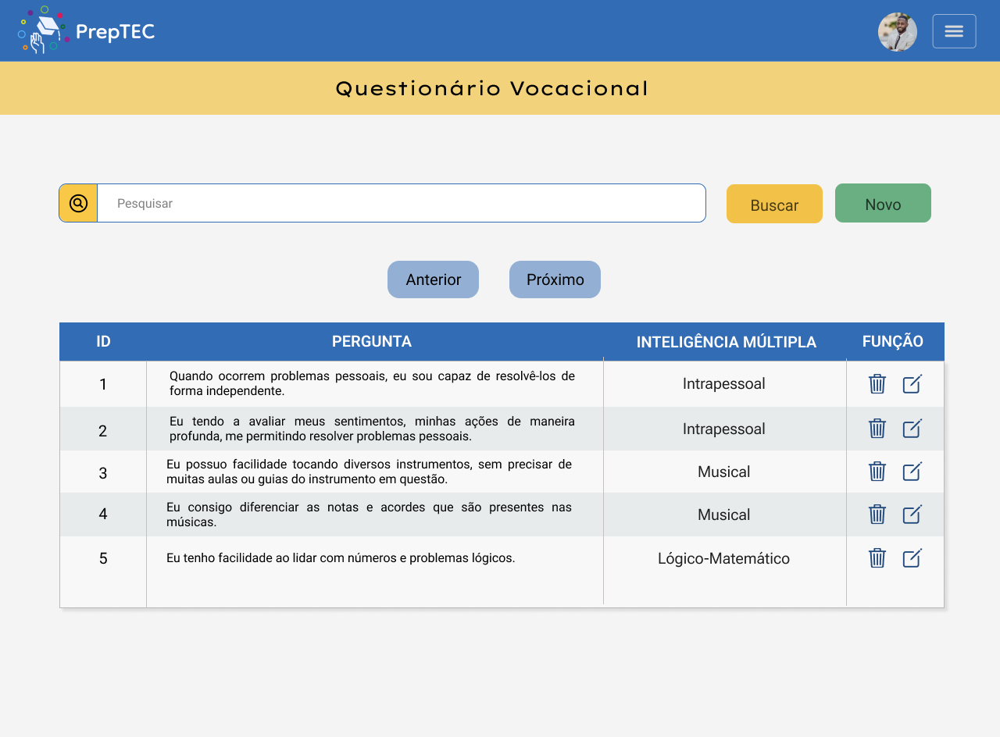 PrepTEC
Questionário Vocacional
Pesquisar
Buscar
Novo
Anterior
Próximo
ID
PERGUNTA
INTELIGÊNCIA MÚLTIPLA
FUNÇÃO
1
Quando ocorrem problemas pessoais, eu sou capaz de resolvê-los de
forma independente.
Intrapessoal
2
Eu tendo a avaliar meus sentimentos, minhas ações de maneira
profunda, me permitindo resolver problemas pessoais.
Intrapessoal
3
Eu possuo facilidade tocando diversos instrumentos, sem precisar de
muitas aulas ou guias do instrumento em questão.
Musical
4
Eu consigo diferenciar as notas e acordes que são presentes nas
músicas.
Musical
5
Eu tenho facilidade ao lidar com números e problemas lógicos.
Lógico-Matemático